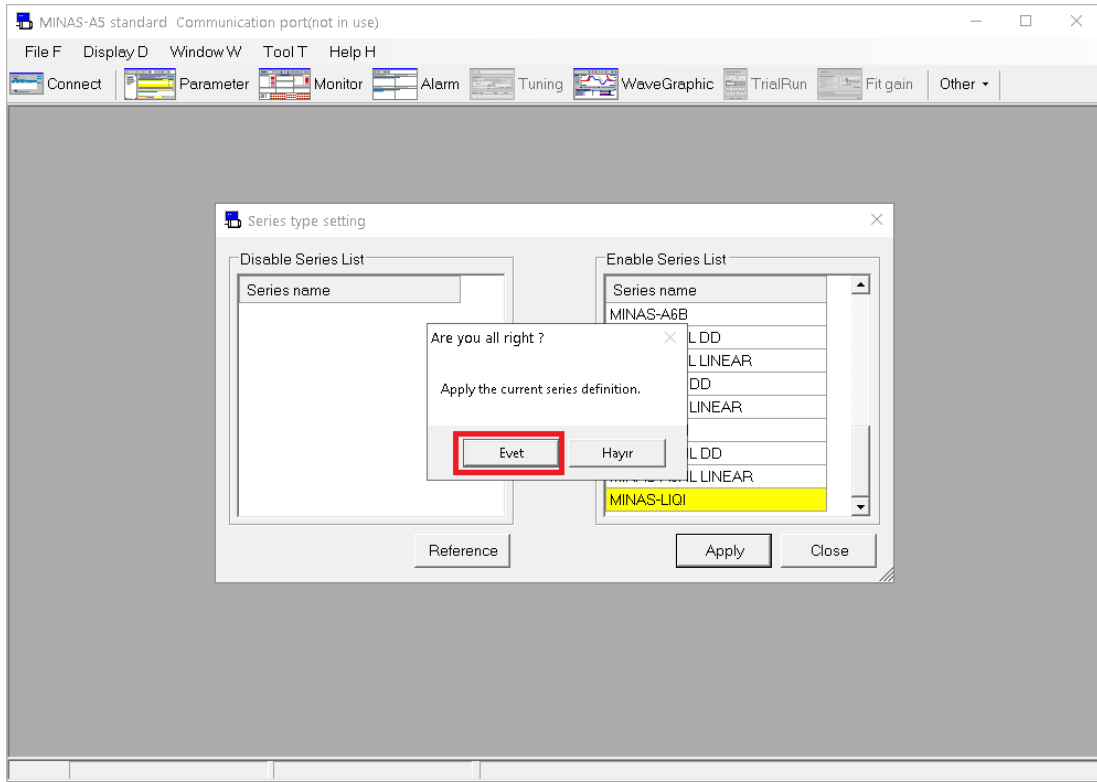 MINAS-A5 standard Communication port(not in use)
File F Display D Window W Tool T Help H
Connect Parameter Monitor Alarm Tuning WaveGraphic TrialRun Fit gain Other
Series type setting
Disable Series List
Series name
Enable Series List
Series name
MINAS-A6B
L DD
L LINEAR
DD
LINEAR
L DD
L LINEAR
MINAS-LIQI
Are you all right ?
Apply the current series definition.
Evet Hayır
Reference Apply Close